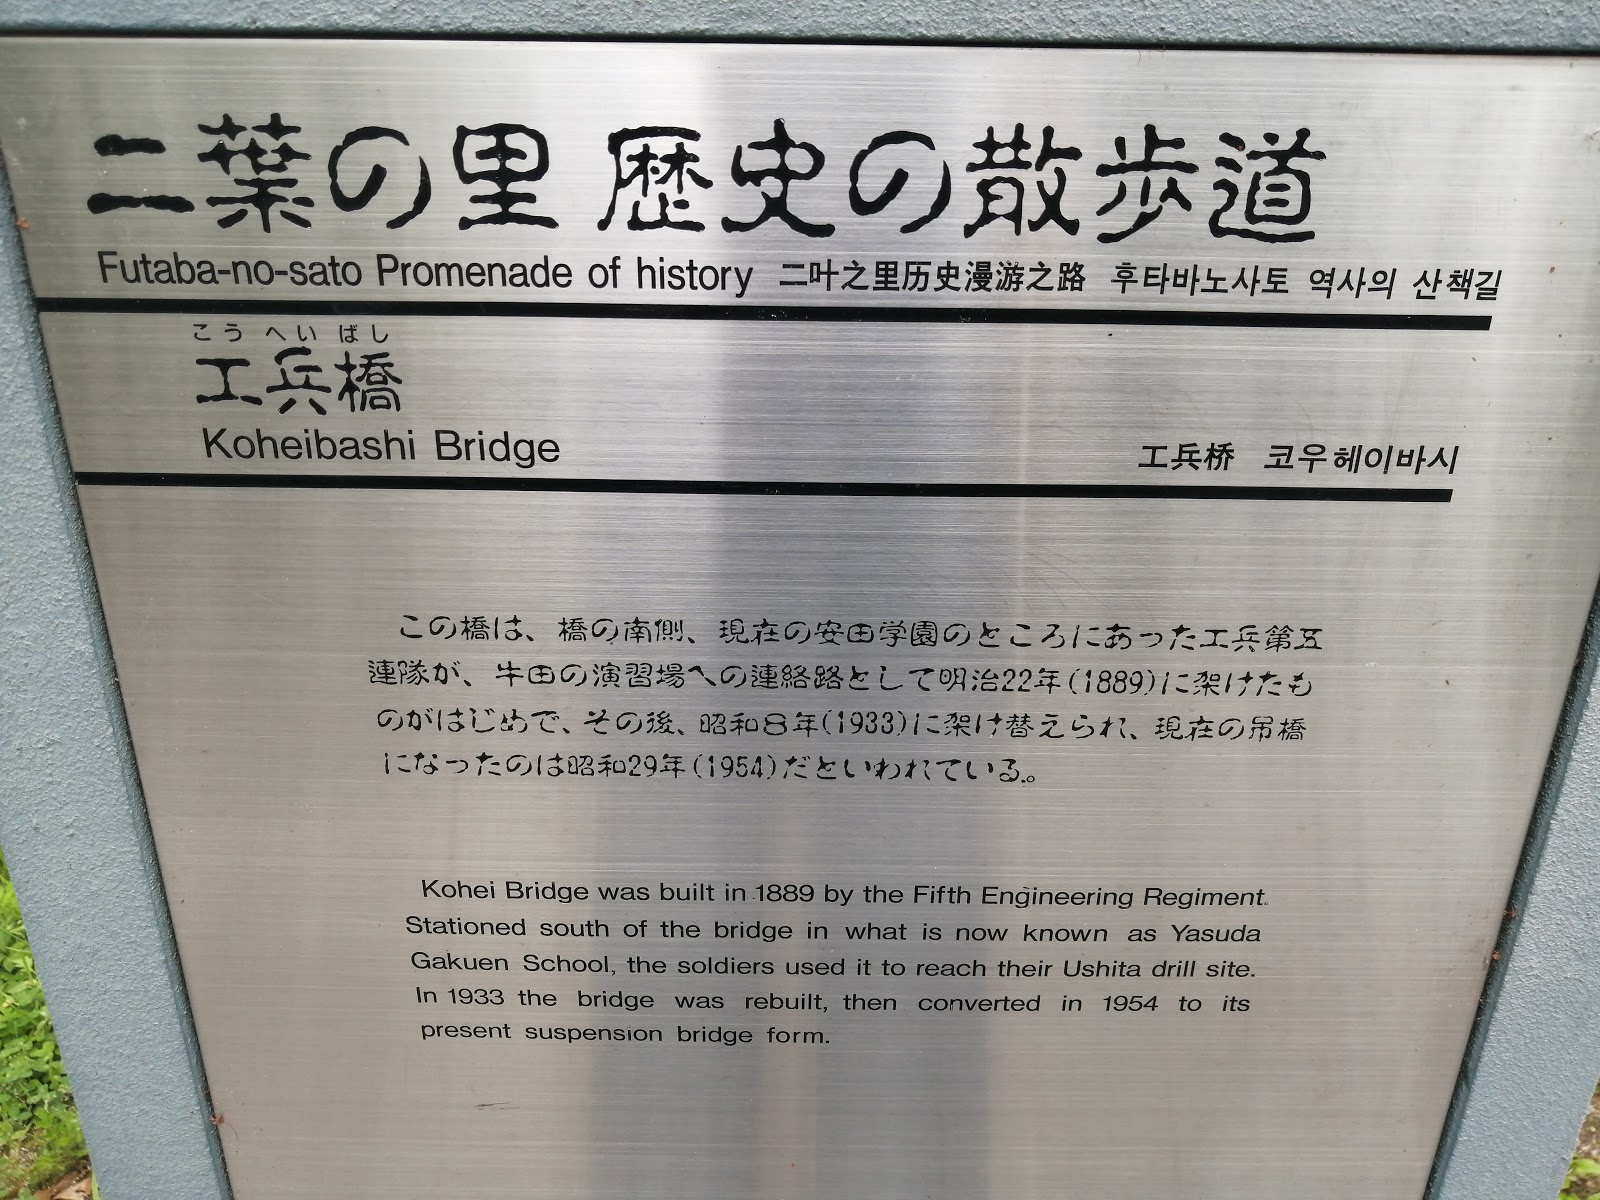 二葉の里 歴史の散歩道
Futaba-no-sato Promenade of history 二叶之里历史漫游之路 후타바노사토 역사의 산책길
こうへいばし
工兵橋
Koheibashi Bridge 工兵桥 코우헤이바시
この橋は、橋の南側、現在の安田学園のところにあった工兵第五
連隊が、牛田の演習場への連絡路として明治22年(1889)に架けたも
のがはじめで、その後、昭和8年(1933)に架け替えられ、現在の吊橋
になったのは昭和29年(1954)だといわれている。
Kohei Bridge was built in 1889 by the Fifth Engineering Regiment.
Stationed south of the bridge in what is now known as Yasuda
Gakuen School, the soldiers used it to reach their Ushita drill site.
In 1933 the bridge was rebuilt, then converted in 1954 to its
present suspension bridge form.